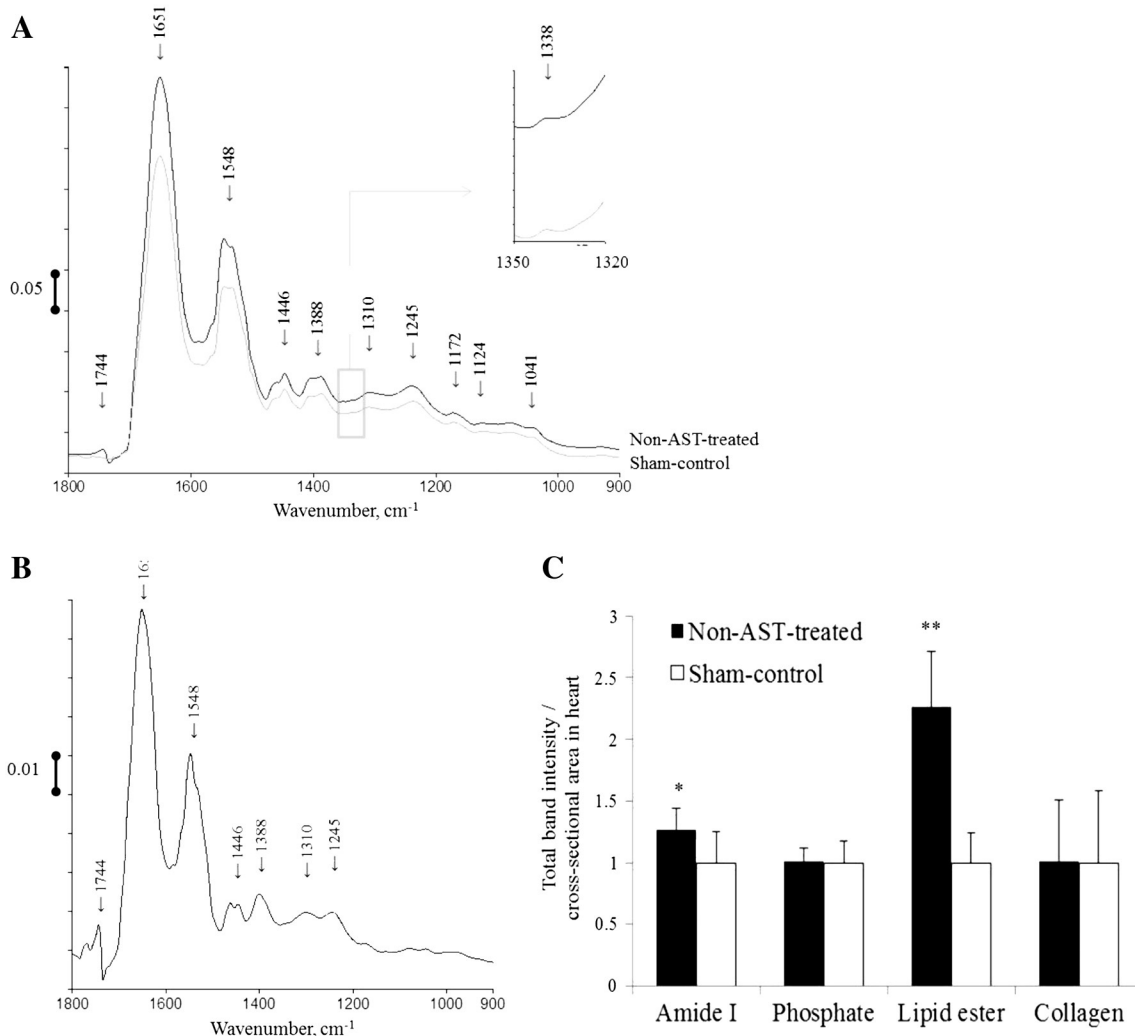 A
1651
1548
1744
1446
1388
1310
1245
1172
1124
1041
1338
1350 1320
0.05
Non-AST-treated
Sham-control
1800 1600 1400 1200 1000 900
Wavenumber, cm-1
B
16:
1548
1744
1446
1388
1310
1245
0.01
1800 1600 1400 1200 1000 900
Wavenumber, cm-1
C
Total band intensity /
cross-sectional area in heart
3
2.5
2
1.5
1
0.5
0
Non-AST-treated
Sham-control
*
**
Amide I Phosphate Lipid ester Collagen